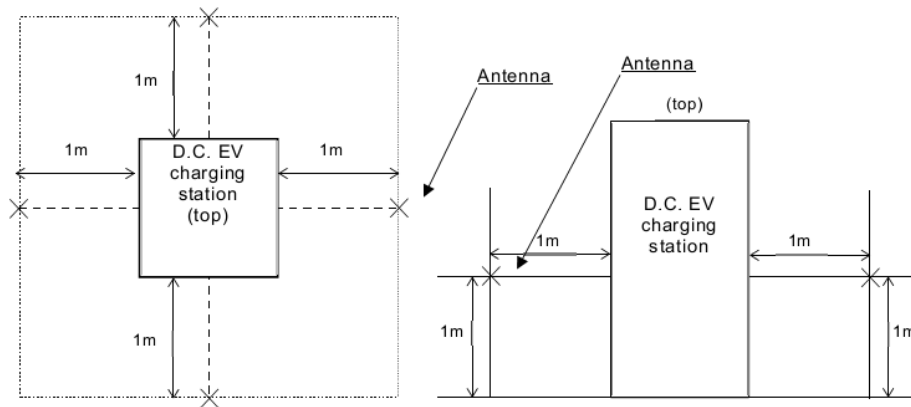 1m
Antenna
1m
1m
D.C. EV
charging
station
(top)
1m
Antenna
(top)
D.C. EV
charging
station
1m
1m
1m
1m